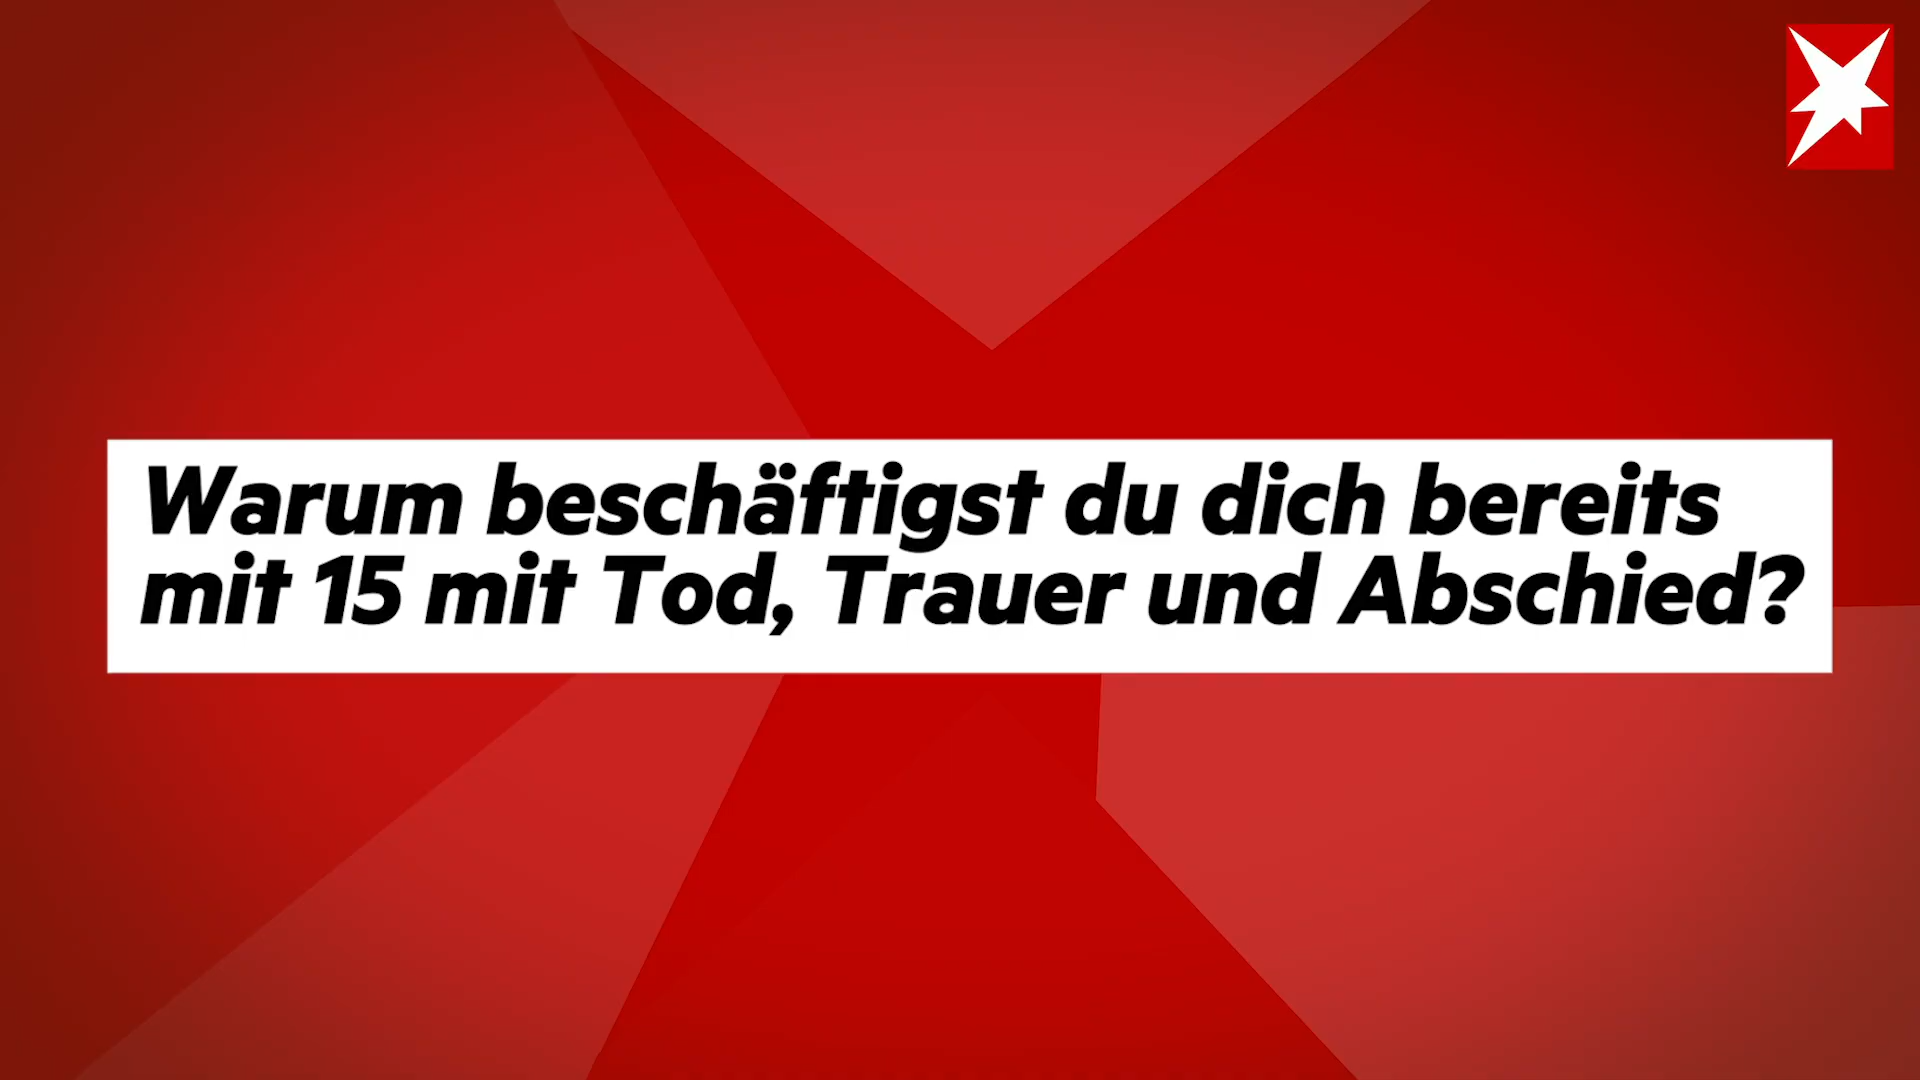 Warum beschäftigst du dich bereits
mit 15 mit Tod, Trauer und Abschied?